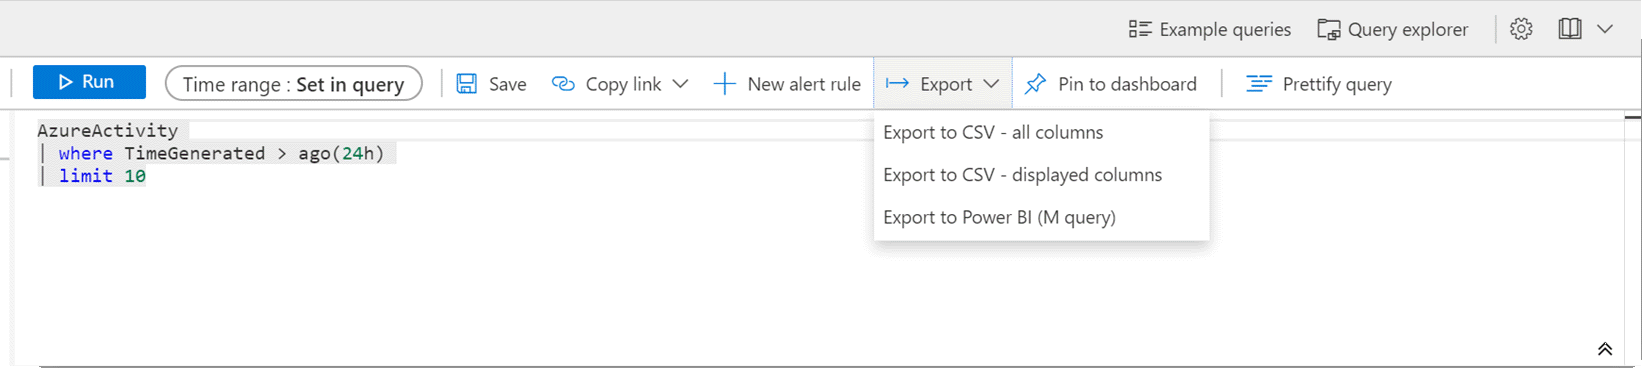 Example queries Query explorer
Run Time range : Set in query Save Copy link New alert rule Export Pin to dashboard Prettify query
AzureActivity
| where TimeGenerated > ago(24h)
| limit 10
Export to CSV - all columns
Export to CSV - displayed columns
Export to Power BI (M query)